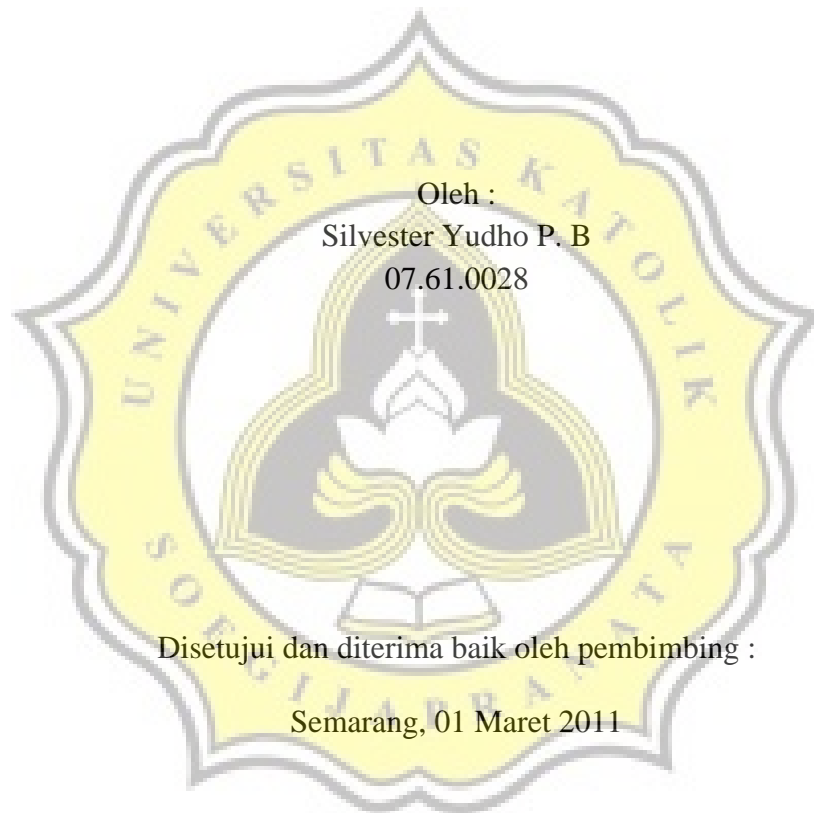 UNIVERSITAS KATOLIK
Oleh :
Silvester Yudho P. B
07.61.0028
Disetujui dan diterima baik oleh pembimbing :
Semarang, 01 Maret 2011
SOEGIJAPRANATA